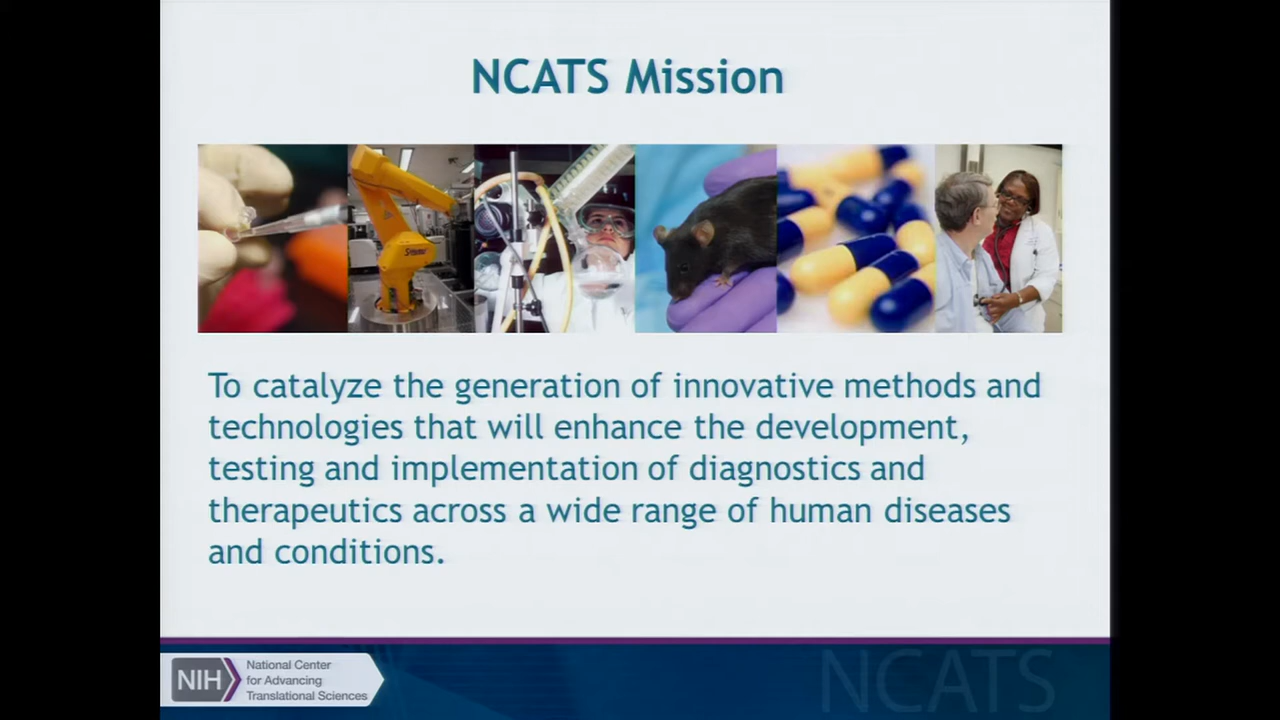 NCATS Mission
To catalyze the generation of innovative methods and
technologies that will enhance the development,
testing and implementation of diagnostics and
therapeutics across a wide range of human diseases
and conditions.
NIH
National Center
for Advancing
Translational Sciences
NCATS